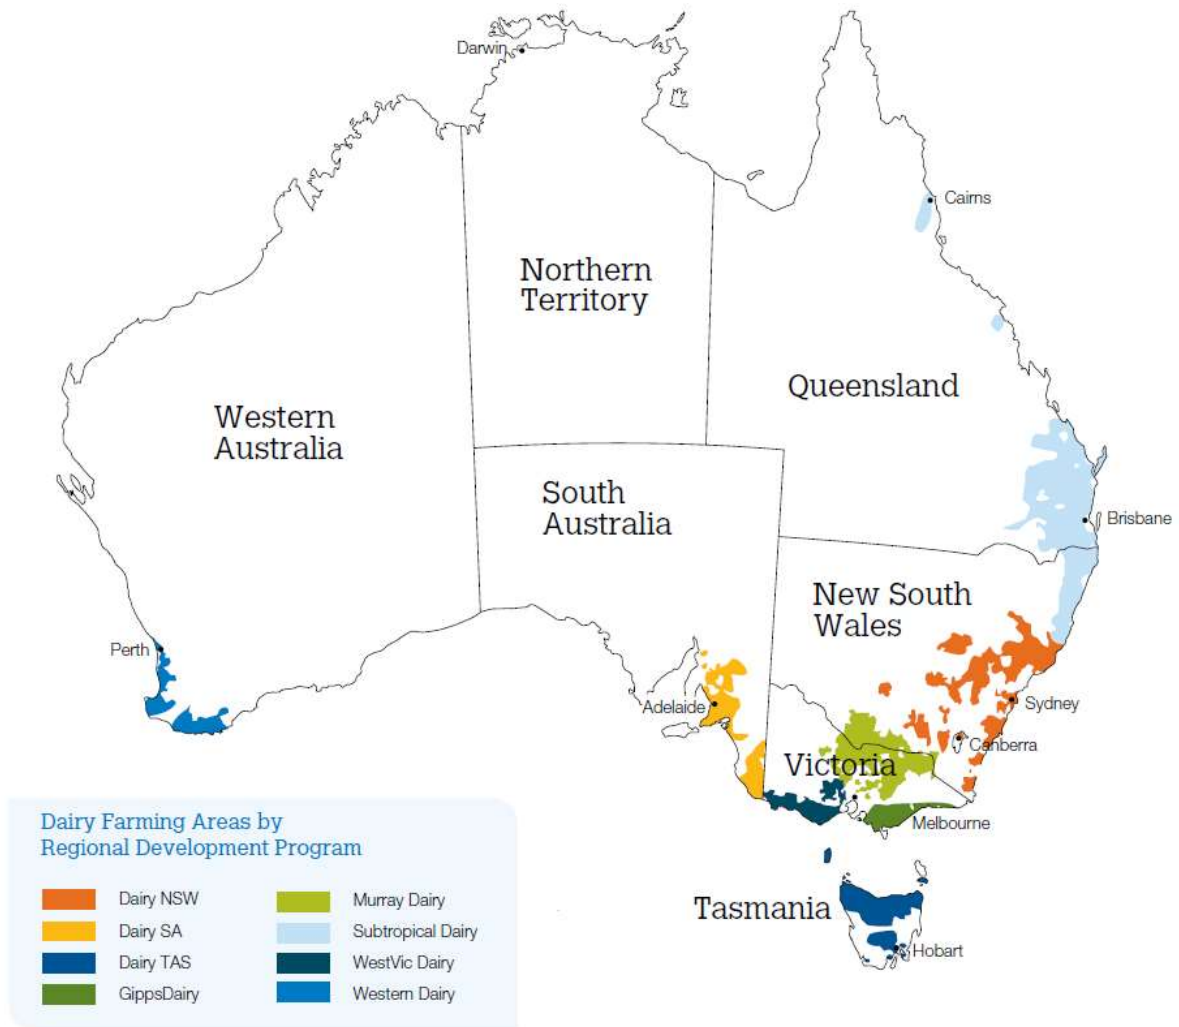 Darwin
Cairns
Northern
Territory
Queensland
Western
Australia
South
Australia
Brisbane
New South
Wales
Perth
Adelaide
Sydney
Canberra
Victoria
Melbourne
Tasmania
Hobart
Dairy Farming Areas by
Regional Development Program
Dairy NSW
Dairy SA
Dairy TAS
GippsDairy
Murray Dairy
Subtropical Dairy
WestVic Dairy
Western Dairy